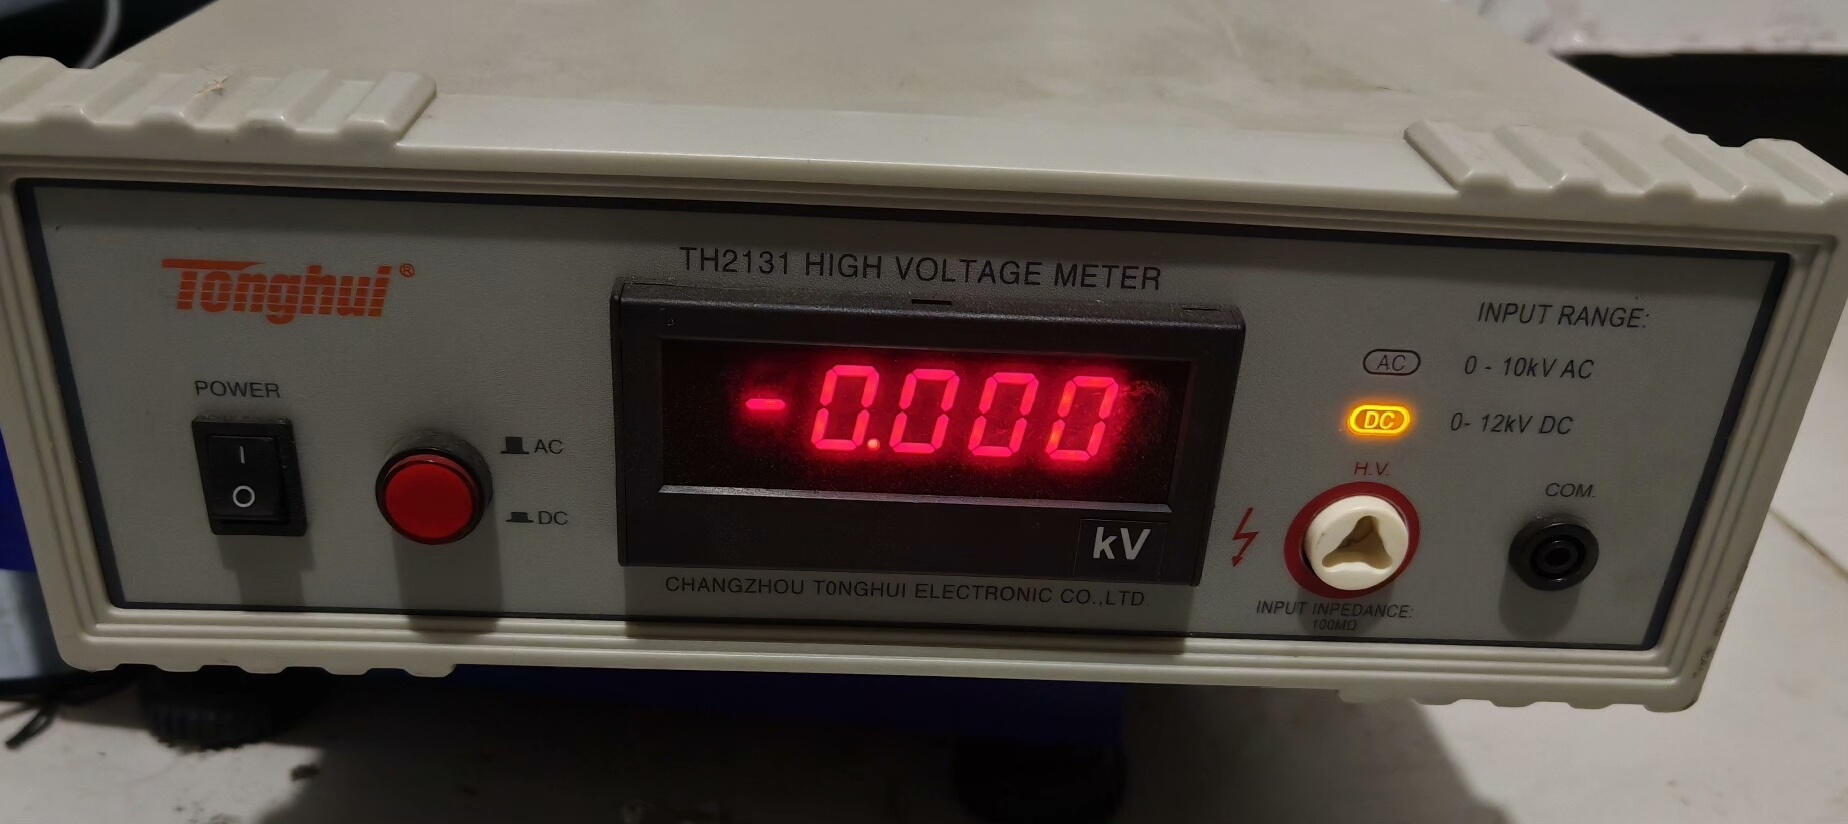 TH2131 HIGH VOLTAGE METER
Tonghui®
POWER
I
O
AC
DC
-0.000
kV
CHANGZHOU TONGHUI ELECTRONIC CO.,LTD.
INPUT RANGE:
AC 0 - 10kV AC
DC 0- 12kV DC
H.V.
COM.
INPUT INPEDANCE:
100MΩ